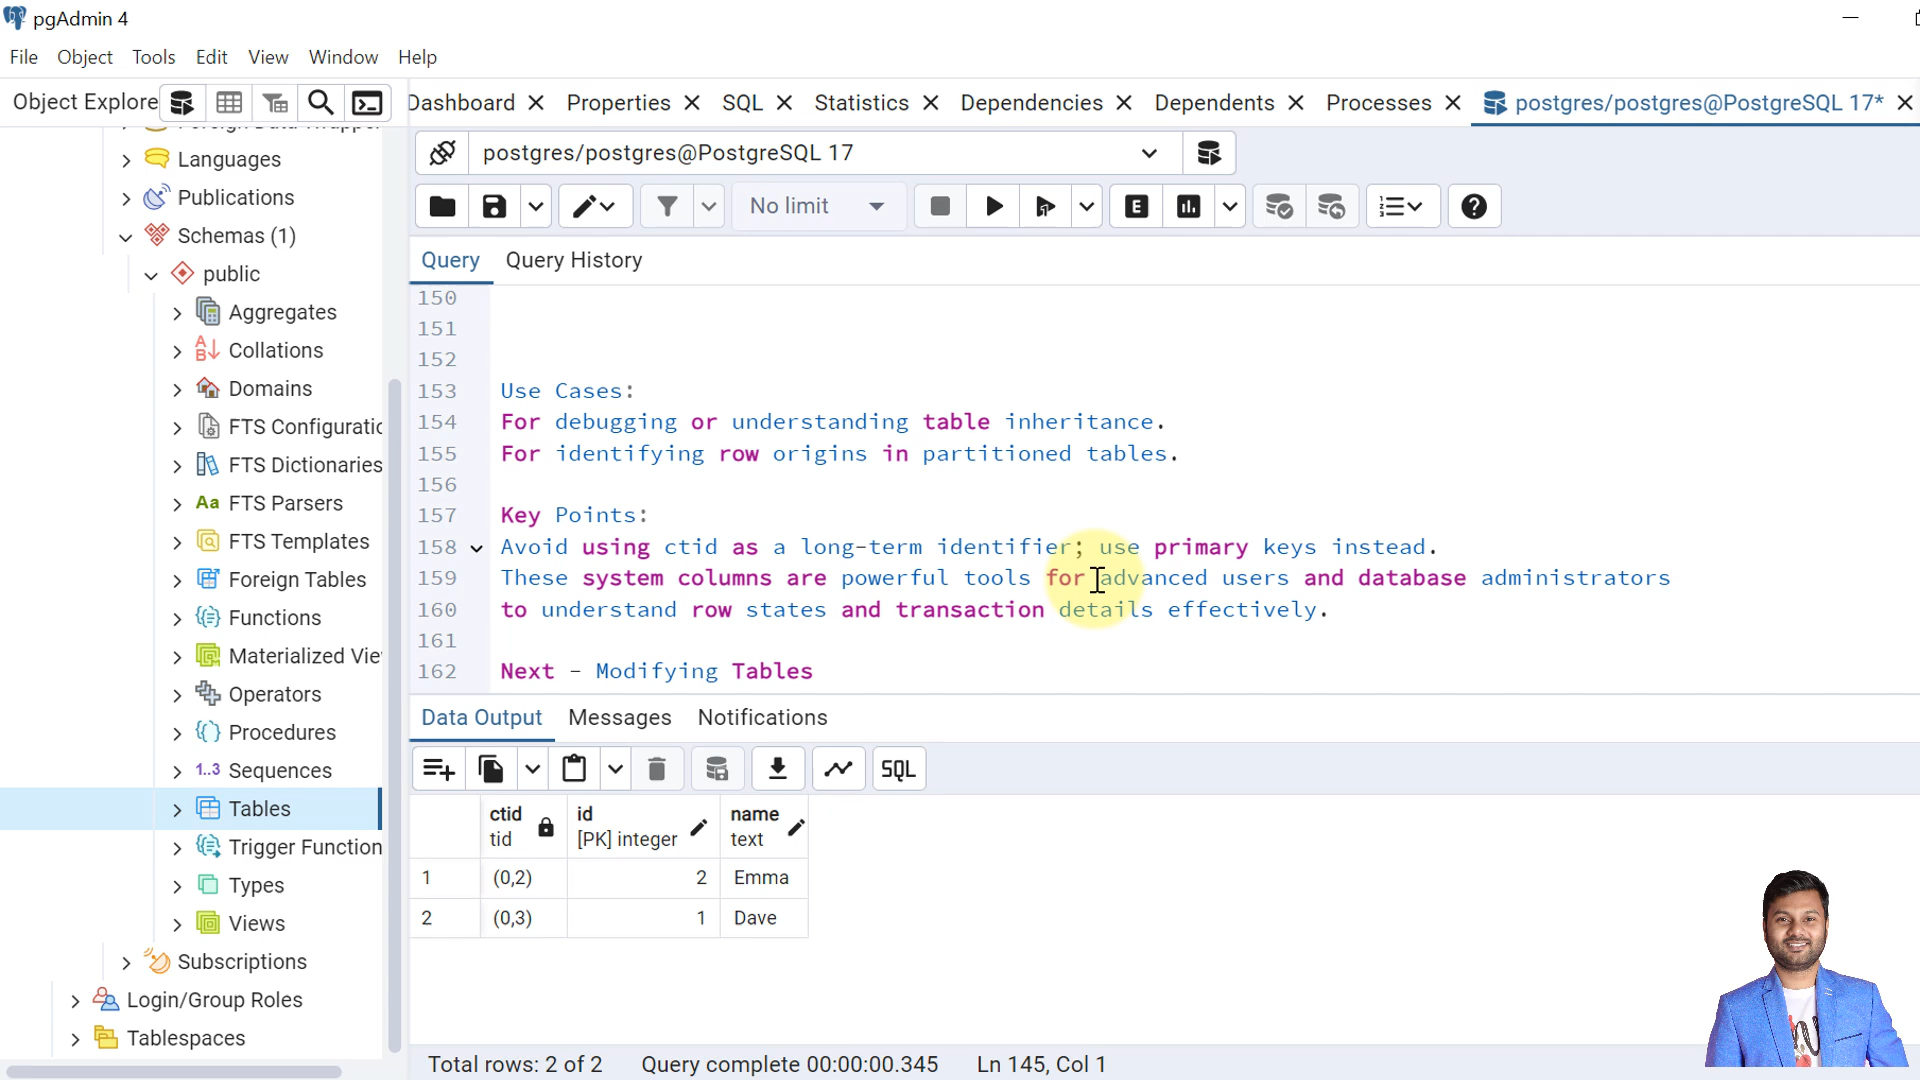 pgAdmin 4
File Object Tools Edit View Window Help
Object Explore
Dashboard Properties SQL Statistics Dependencies Dependents Processes postgres/postgres@PostgreSQL 17*
Foreign Data Wrapper
Languages
Publications
Schemas (1)
public
Aggregates
Collations
Domains
FTS Configuratic
FTS Dictionaries
Aa FTS Parsers
FTS Templates
Foreign Tables
Functions
Materialized Vie
Operators
Procedures
1..3 Sequences
Tables
Trigger Function
Types
Views
Subscriptions
Login/Group Roles
Tablespaces
postgres/postgres@PostgreSQL 17
No limit
E
Query Query History
150
151
152
153 Use Cases:
154 For debugging or understanding table inheritance.
155 For identifying row origins in partitioned tables.
156
157 Key Points:
158 Avoid using ctid as a long-term identifier; use primary keys instead.
159 These system columns are powerful tools for advanced users and database administrators
160 to understand row states and transaction details effectively.
161
162 Next - Modifying Tables
Data Output Messages Notifications
SQL
ctid id name
tid [PK] integer text
1 (0,2) 2 Emma
2 (0,3) 1 Dave
Total rows: 2 of 2 Query complete 00:00:00.345 Ln 145, Col 1